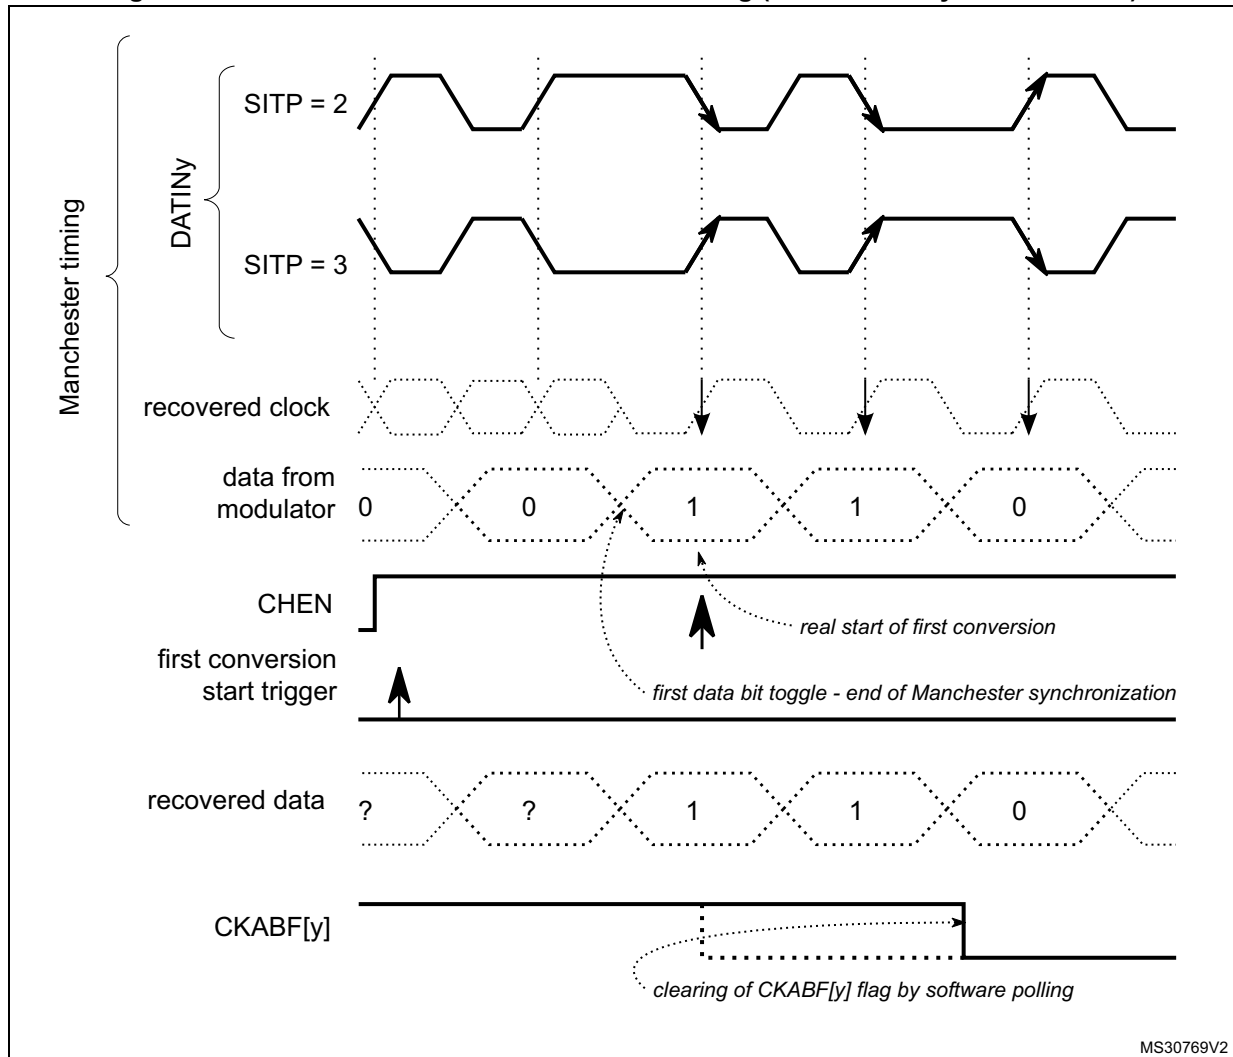 Manchester timing
DATINy
SITP = 2
SITP = 3
recovered clock
data from
modulator
0 0 1 1 0
CHEN
real start of first conversion
first conversion
start trigger
first data bit toggle - end of Manchester synchronization
recovered data
? ? 1 1 0
CKABF[y]
clearing of CKABF[y] flag by software polling
MS30769V2